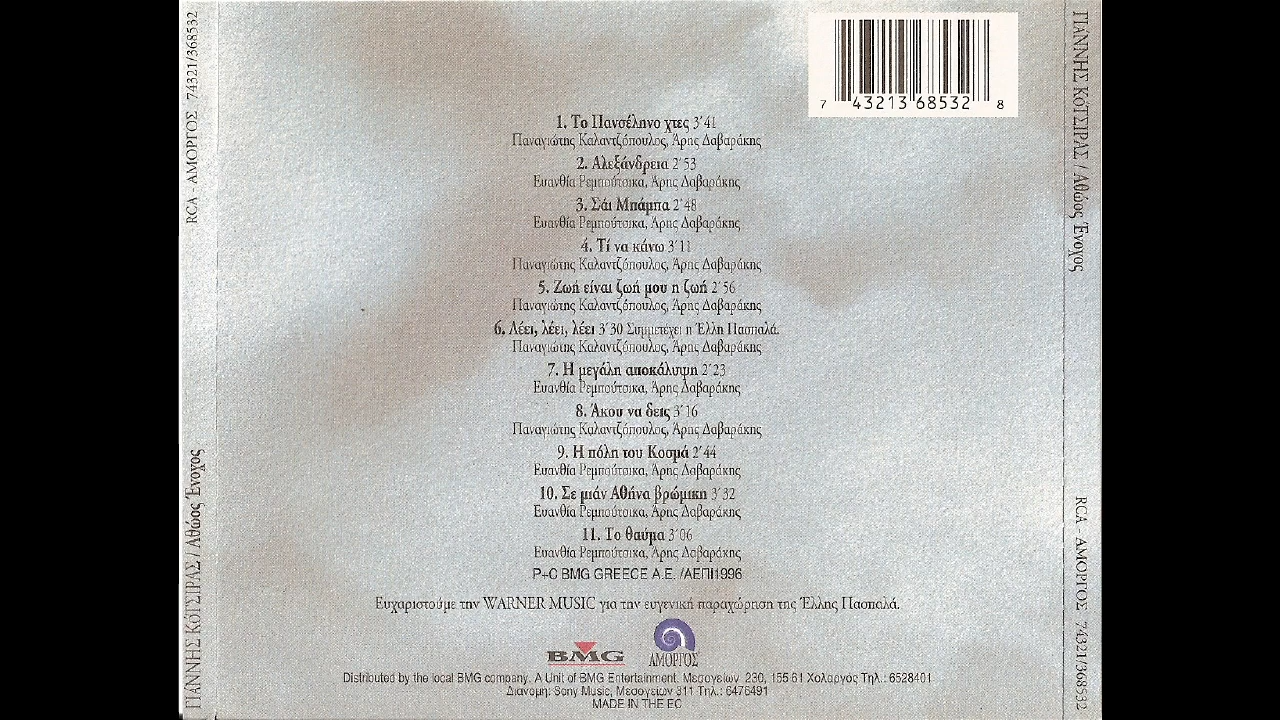 RCA - ΑΜΟΡΓΟΣ 74321/368532
ΓΙΑΝΝΗΣ ΚΟΤΣΙΡΑΣ / Αθώος Ένοχος
7 43213 68532 8
1. Το Πανσέληνο χτες 3΄41
Παναγιώτης Καλαντζόπουλος, Άρης Δαβαράκης
2. Αλεξάνδρεια 2΄53
Ευανθία Ρεμπούτσικα, Άρης Δαβαράκης
3. Σάι Μπάμπα 2΄48
Ευανθία Ρεμπούτσικα, Άρης Δαβαράκης
4. Τί να κάνω 3΄11
Παναγιώτης Καλαντζόπουλος, Άρης Δαβαράκης
5. Ζωή είναι ζωή μου η ζωή 2΄56
Παναγιώτης Καλαντζόπουλος, Άρης Δαβαράκης
6. Λέει, λέει, λέει 3΄30 Συμμετέχει η Έλλη Πασπαλά.
Παναγιώτης Καλαντζόπουλος, Άρης Δαβαράκης
7. Η μεγάλη αποκάλυψη 2΄23
Ευανθία Ρεμπούτσικα, Άρης Δαβαράκης
8. Άκου να δεις 3΄16
Παναγιώτης Καλαντζόπουλος, Άρης Δαβαράκης
9. Η πόλη του Κοσμά 2΄44
Ευανθία Ρεμπούτσικα, Άρης Δαβαράκης
10. Σε μιάν Αθήνα βρώμικη 3΄32
Ευανθία Ρεμπούτσικα, Άρης Δαβαράκης
11. Το θαύμα 3΄06
Ευανθία Ρεμπούτσικα, Άρης Δαβαράκης
P+C BMG GREECE A.E. /ΑΕΠΙ1996
Ευχαριστούμε την WARNER MUSIC για την ευγενική παραχώρηση της Έλλης Πασπαλά.
BMG
ΑΜΟΡΓΟΣ
Distributed by the local BMG company. A Unit of BMG Entertainment. Μεσογείων 230, 155 61 Χολαργός Τηλ.: 6528401
Διανομή: Sony Music, Μεσογείων 311 Τηλ.: 6476491
MADE IN THE EC
ΓΙΑΝΝΗΣ ΚΟΤΣΙΡΑΣ / Αθώος Ένοχος
RCA - ΑΜΟΡΓΟΣ 74321/368532